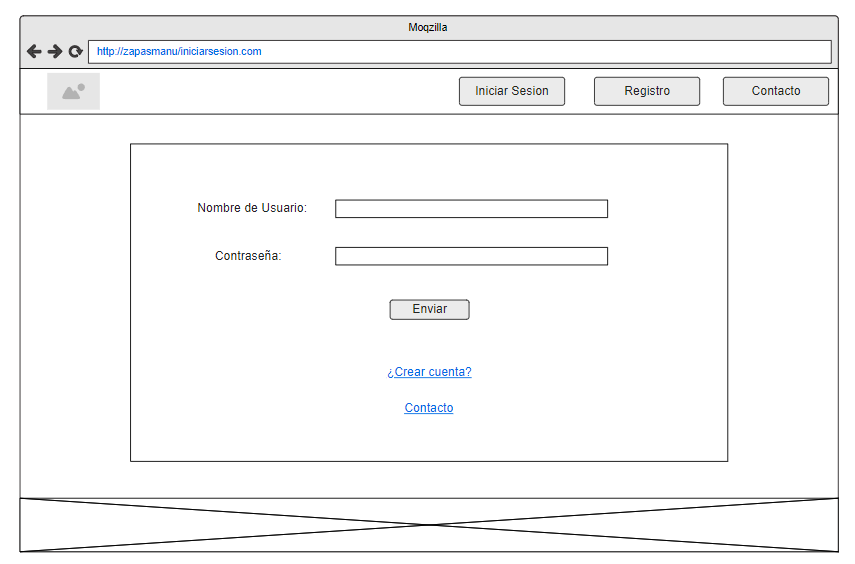 Moqzilla
http://zapasmanu/iniciarsesion.com
Iniciar Sesion
Registro
Contacto
Nombre de Usuario:
Contraseña:
Enviar
¿Crear cuenta?
Contacto